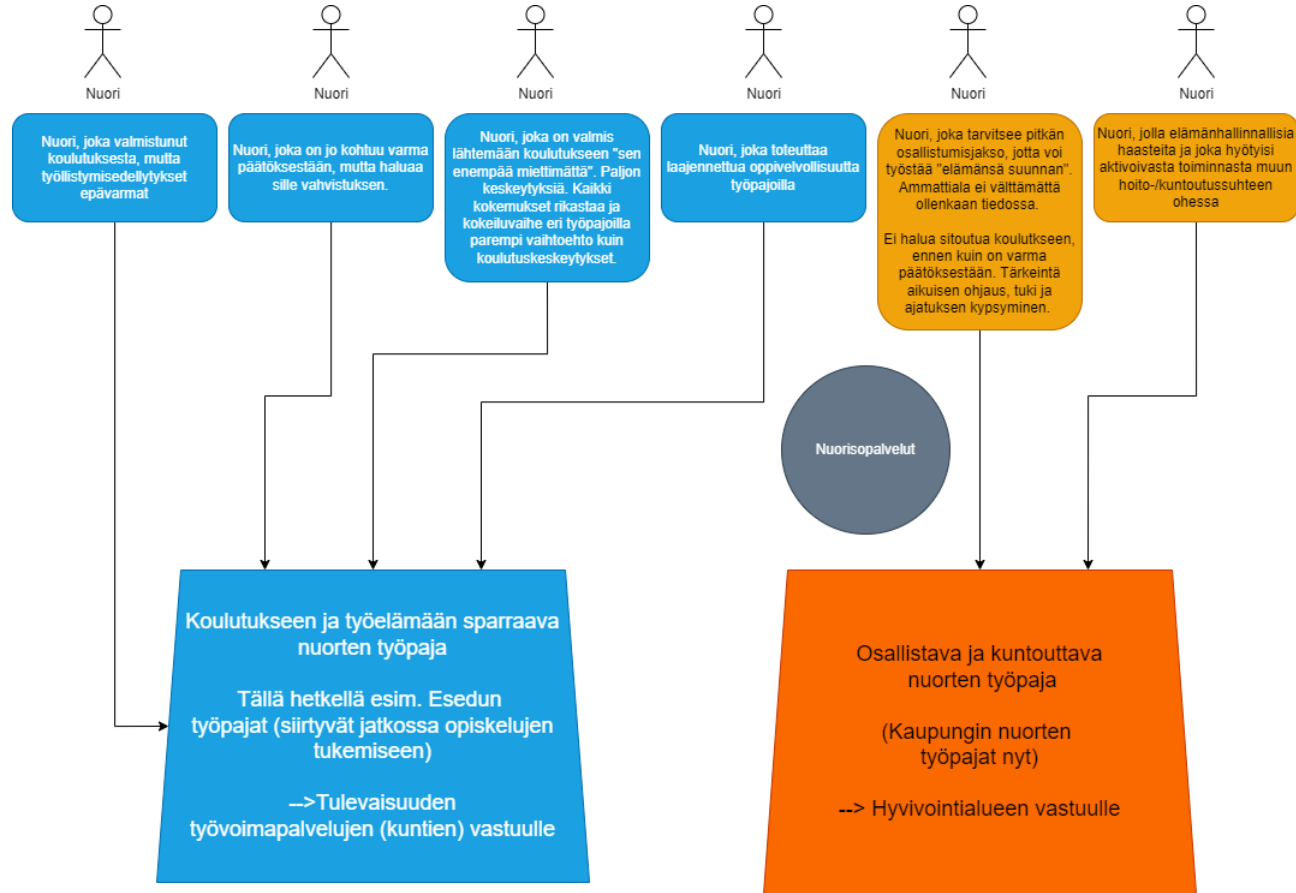 Nuori
Nuori
Nuori
Nuori
Nuori
Nuori
Nuori, joka valmistunut
koulutuksesta, mutta
työllistymisedellytykset
epävarmat
Nuori, joka on jo kohtuu varma
päätöksestään, mutta haluaa
sille vahvistuksen.
Nuori, joka on valmis
lähtemään koulutukseen "sen
enempää miettimättä". Paljon
keskeytyksiä. Kaikki
kokemukset rikastaa ja
kokeiluvaihe eri työpajoilla
parempi vaihtoehto kuin
koulutuskeskeytykset.
Nuori, joka toteuttaa
laajennettua oppivelvollisuutta
työpajoilla
Nuori, joka tarvitsee pitkän
osallistumisjakso, jotta voi
työstää "elämänsä suunnan".
Ammattiala ei välttämättä
ollenkaan tiedossa.
Ei halua sitoutua koulutkseen,
ennen kuin on varma
päätöksestään. Tärkeintä
aikuisen ohjaus, tuki ja
ajatuksen kypsyminen.
Nuori, jolla elämänhallinnallisia
haasteita ja joka hyötyisi
aktivoivasta toiminnasta muun
hoito-/kuntoutussuhteen
ohessa
Nuorisopalvelut
Koulutukseen ja työelämään sparraava
nuorten työpaja
Tällä hetkellä esim. Esedun
työpajat (siirtyvät jatkossa opiskelujen
tukemiseen)
-->Tulevaisuuden
työvoimapalvelujen (kuntien) vastuulle
Osallistava ja kuntouttava
nuorten työpaja
(Kaupungin nuorten
työpajat nyt)
--> Hyvivointialueen vastuulle